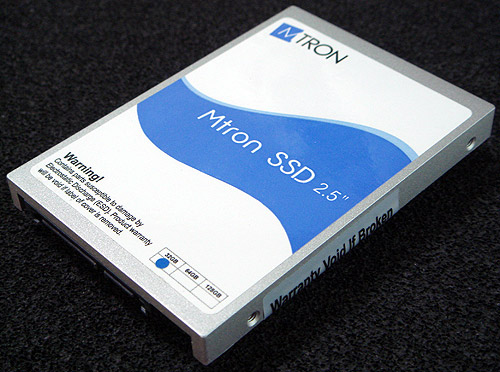 MTRON
Mtron SSD 2.5"
Warning!
Contains parts susceptible to damage by
Electrostatic Discharge (ESD). Product warranty
will be void if label of cover is removed.
32GB 64GB 128GB
Warranty Void If Broken